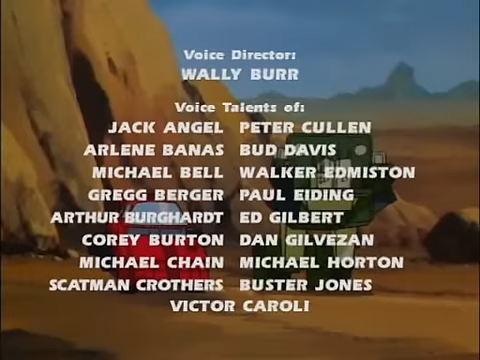 Voice Director:
WALLY BURR
Voice Talents of:
JACK ANGEL PETER CULLEN
ARLENE BANAS BUD DAVIS
MICHAEL BELL WALKER EDMISTON
GREGG BERGER PAUL EIDING
ARTHUR BURGHARDT ED GILBERT
COREY BURTON DAN GILVEZAN
MICHAEL CHAIN MICHAEL HORTON
SCATMAN CROTHERS BUSTER JONES
VICTOR CAROLI